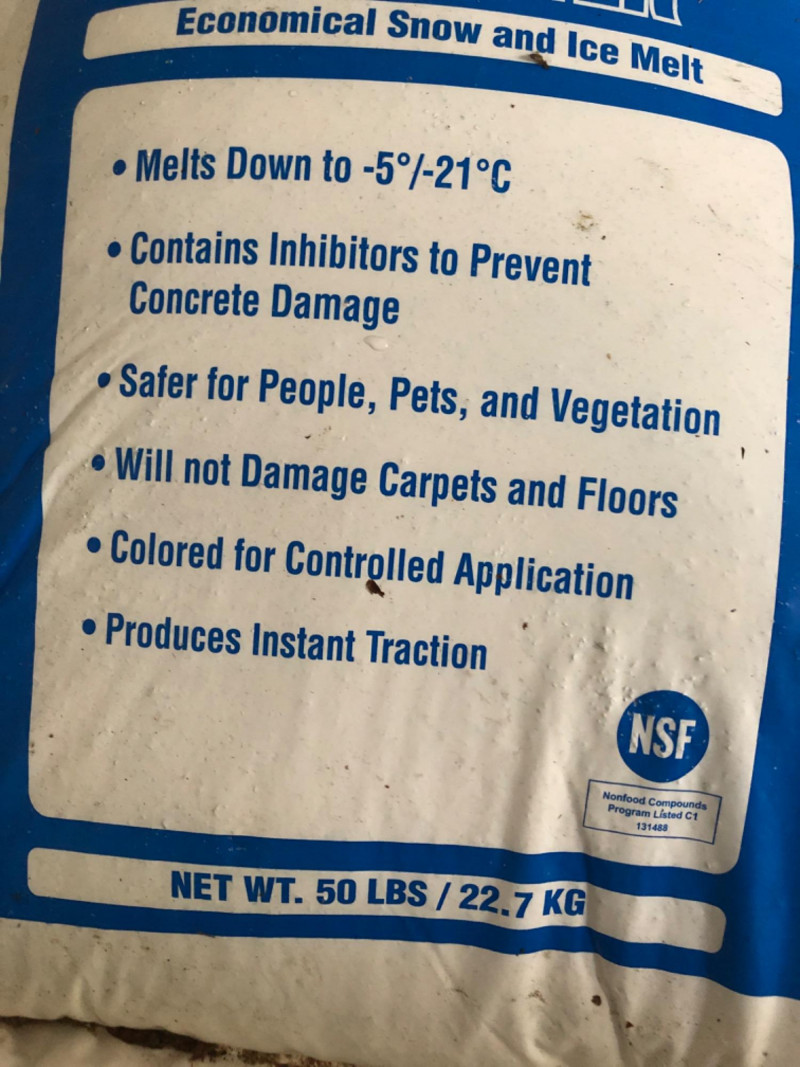 Economical Snow and Ice Melt
• Melts Down to -5°/-21°C
• Contains Inhibitors to Prevent
Concrete Damage
• Safer for People, Pets, and Vegetation
• Will not Damage Carpets and Floors
• Colored for Controlled Application
• Produces Instant Traction
NSF
Nonfood Compounds
Program Listed C1
131488
NET WT. 50 LBS / 22.7 KG